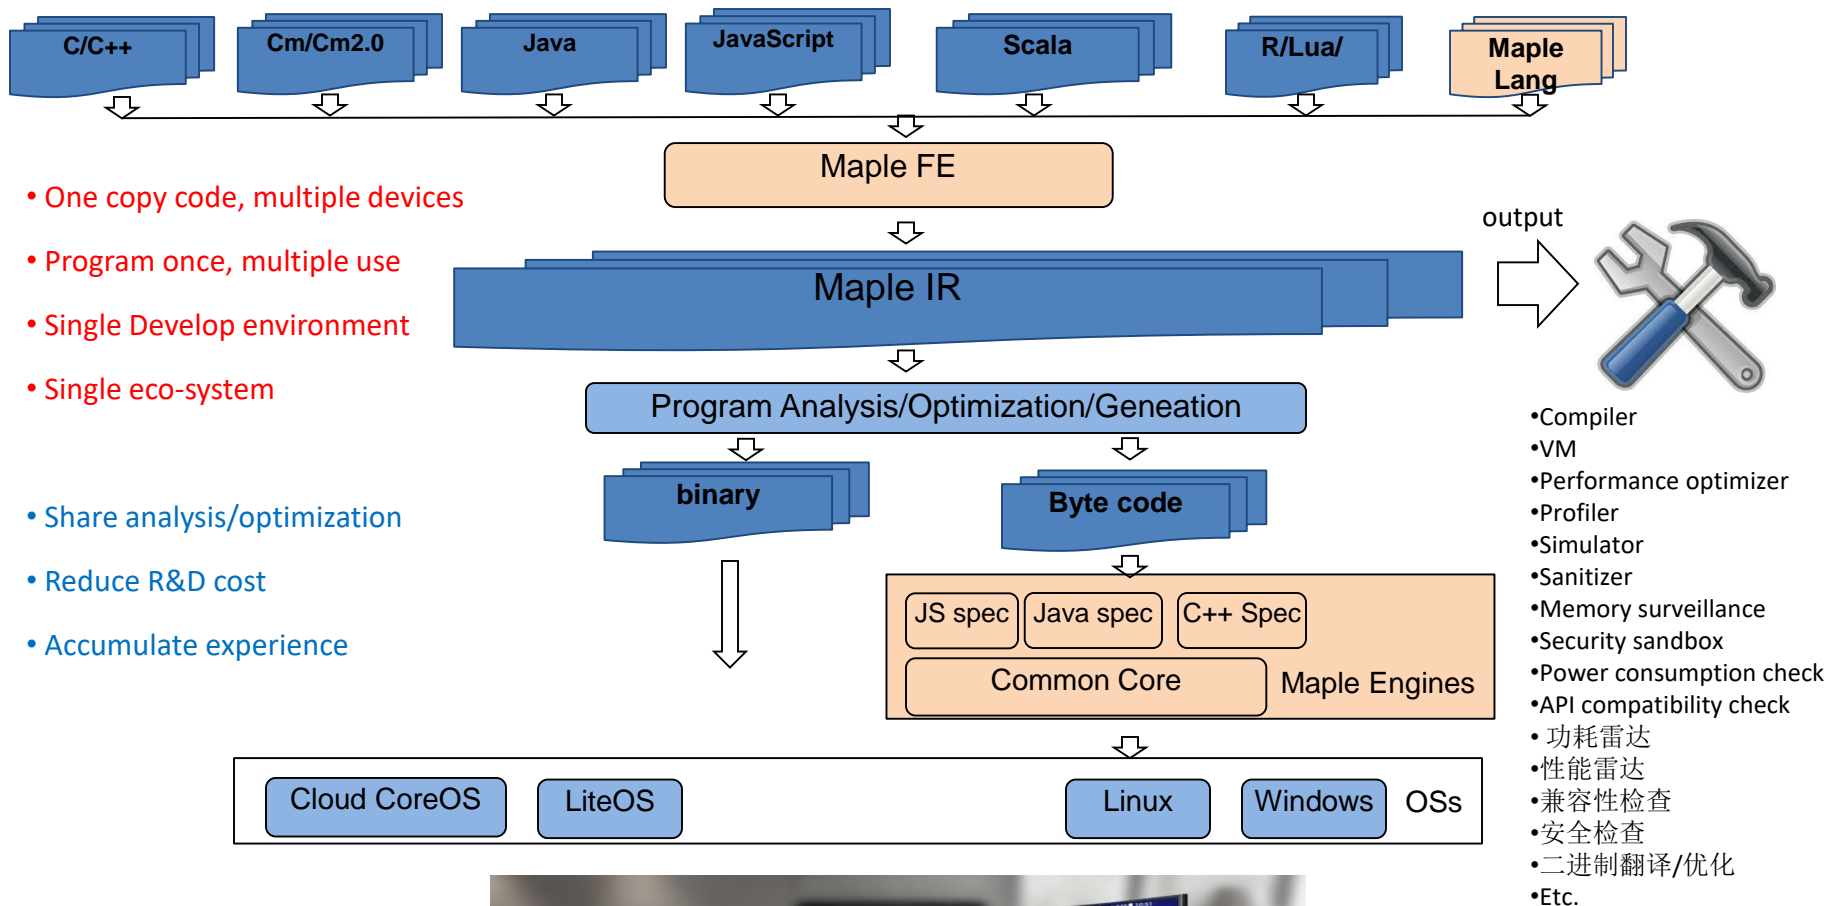 C/C++
Cm/Cm2.0
Java
JavaScript
Scala
R/Lua/
Maple
Lang
Maple FE
• One copy code, multiple devices
• Program once, multiple use
• Single Develop environment
• Single eco-system
output
Maple IR
Program Analysis/Optimization/Geneation
binary
Byte code
• Share analysis/optimization
• Reduce R&D cost
• Accumulate experience
JS spec
Java spec
C++ Spec
Common Core
Maple Engines
Cloud CoreOS
LiteOS
Linux
Windows
OSs
•Compiler
•VM
•Performance optimizer
•Profiler
•Simulator
•Sanitizer
•Memory surveillance
•Security sandbox
•Power consumption check
•API compatibility check
• 功耗雷达
•性能雷达
•兼容性检查
•安全检查
•二进制翻译/优化
•Etc.